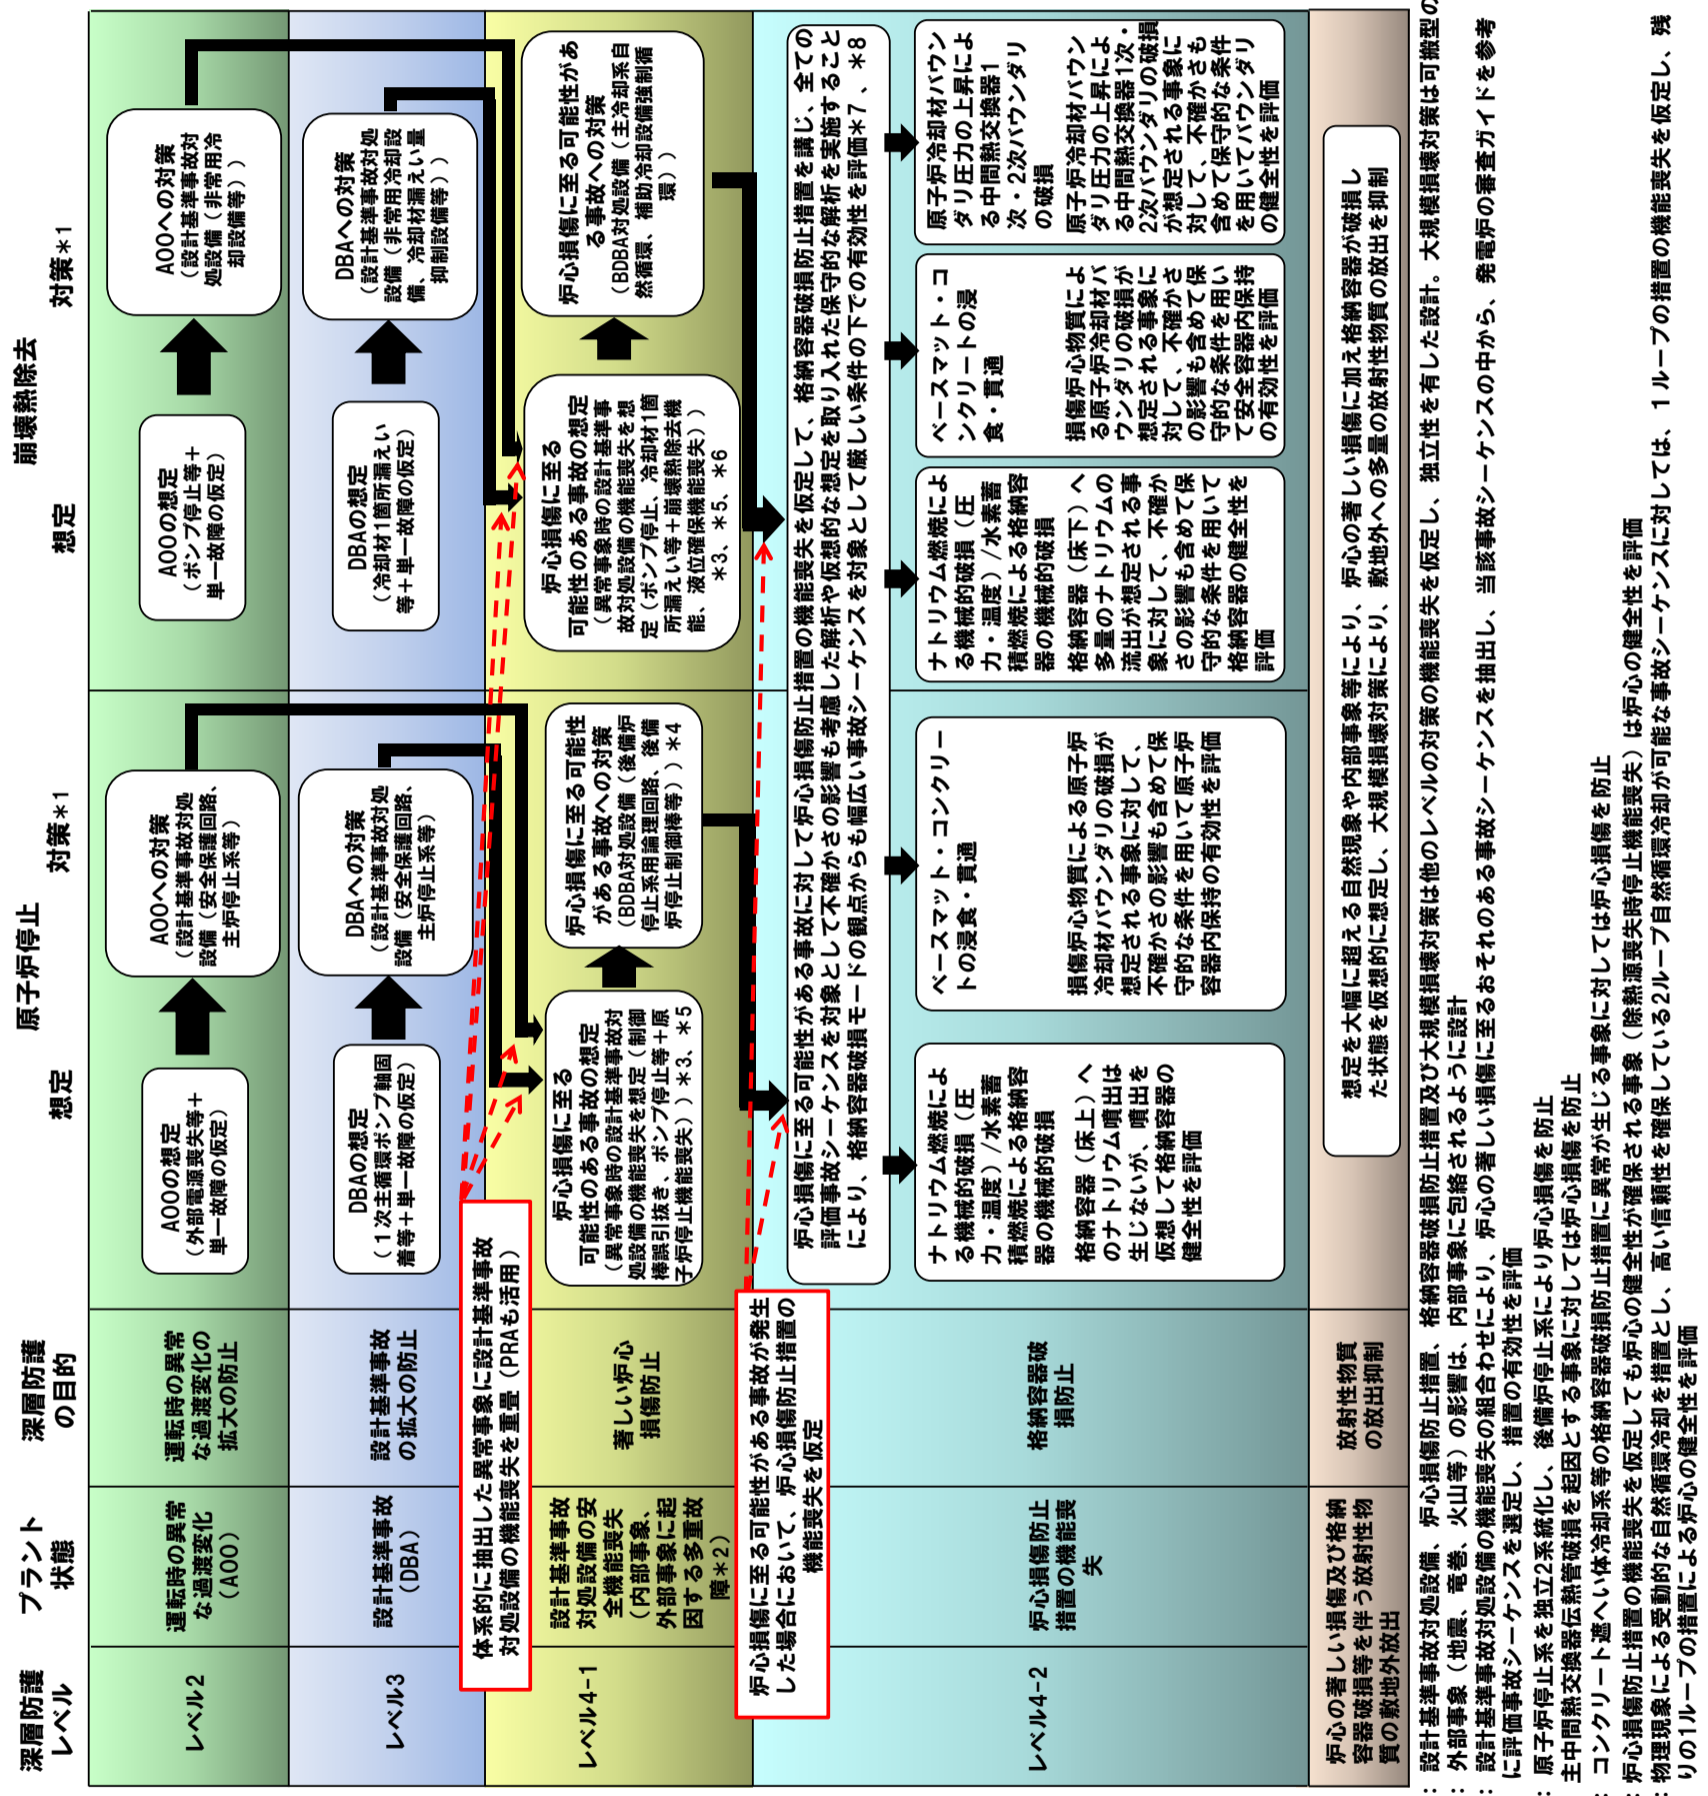 深層防護
レベル
プラント
状態
深層防護
の目的
原子炉停止
想定
対策*1
崩壊熱除去
想定
対策*1
レベル2
運転時の異常
な過渡変化
(AOO)
運転時の異常
な過渡変化の
拡大の防止
AOOの想定
(外部電源喪失等+
単一故障の仮定)
AOOへの対策
(設計基準事故対処
設備(安全保護回路、
主炉停止系等)
AOOの想定
(ポンプ停止等+
単一故障の仮定)
AOOへの対策
(設計基準事故対
処設備(非常用冷
却設備等))
レベル3
設計基準事故
(DBA)
設計基準事故
の拡大の防止
DBAの想定
(1次主循環ポンプ軸固
着等+単一故障の仮定)
DBAへの対策
(設計基準事故対処
設備(安全保護回路、
主炉停止系等)
DBAの想定
(冷却材1箇所漏えい
等+単一故障の仮定)
DBAへの対策
(設計基準事故対処
設備(非常用冷却設
備、冷却材漏えい量
抑制設備等))
体系的に抽出した異常事象に設計基準事故
対処設備の機能喪失を重畳(PRAも活用)
レベル4-1
設計基準事故
対処設備の安
全機能喪失
(内部事象、
外部事象に起
因する多重故
障*2)
著しい炉心
損傷防止
炉心損傷に至る
可能性のある事故の想定
(異常事象時の設計基準事故対
処設備の機能喪失を想定(制御
棒誤引抜き、ポンプ停止等+原
子炉停止機能喪失))*3、*5
炉心損傷に至る可能性
がある事故への対策
(BDBA対処設備(後備炉
停止系用論理回路、後備
炉停止制御棒等))*4
炉心損傷に至る
可能性のある事故の想定
(異常事象時の設計基準事
故対処設備の機能喪失を想
定(ポンプ停止、冷却材1箇
所漏えい等+崩壊熱除去機
能、液位確保機能喪失))
*3、*5、*6
炉心損傷に至る可能性があ
る事故への対策
(BDBA対処設備(主冷却系自
然循環、補助冷却設備強制循
環))
炉心損傷に至る可能性がある事故が発生
した場合において、炉心損傷防止措置の
機能喪失を仮定
レベル4-2
炉心損傷防止
措置の機能喪
失
格納容器破
損防止
炉心損傷に至る可能性がある事故に対して炉心損傷防止措置の機能喪失を仮定して、格納容器破損防止措置を講じ、全ての
評価事故シーケンスを対象として不確かさの影響も考慮した解析や仮想的な想定を取り入れた保守的な解析を実施すること
により、格納容器破損モードの観点からも幅広い事故シーケンスを対象として厳しい条件の下での有効性を評価*7、*8
ナトリウム燃焼によ
る機械的破損(圧
力・温度)/水素蓄
積燃焼による格納容
器の機械的破損
格納容器(床上)へ
のナトリウム噴出は
生じないが、噴出を
仮想して格納容器の
健全性を評価
ベースマット・コンクリー
トの浸食・貫通
損傷炉心物質による原子炉
冷却材バウンダリの破損が
想定される事象に対して、
不確かさの影響も含めて保
守的な条件を用いて原子炉
容器内保持の有効性を評価
ナトリウム燃焼によ
る機械的破損(圧
力・温度)/水素蓄
積燃焼による格納容
器の機械的破損
格納容器(床下)へ
多量のナトリウムの
流出が想定される事
象に対して、不確か
さの影響も含めて保
守的な条件を用いて
格納容器の健全性を
評価
ベースマット・コ
ンクリートの浸
食・貫通
損傷炉心物質によ
る原子炉冷却材バ
ウンダリの破損が
想定される事象に
対して、不確かさ
の影響も含めて保
守的な条件を用い
て安全容器内保持
の有効性を評価
原子炉冷却材バウン
ダリ圧力の上昇によ
る中間熱交換器1
次・2次バウンダリ
の破損
原子炉冷却材バウン
ダリ圧力の上昇によ
る中間熱交換器1次・
2次バウンダリの破損
が想定される事象に
対して、不確かさも
含めて保守的な条件
を用いてバウンダリ
の健全性を評価
炉心の著しい損傷及び格納
容器破損等を伴う放射性物
質の敷地外放出
放射性物質
の放出抑制
想定を大幅に超える自然現象や内部事象等により、炉心の著しい損傷に加え格納容器が破損し
た状態を仮想的に想定し、大規模損壊対策により、敷地外への多量の放射性物質の放出を抑制
:設計基準事故対処設備、炉心損傷防止措置、格納容器破損防止措置及び大規模損壊対策は他のレベルの対策の機能喪失を仮定し、独立性を有した設計。大規模損壊対策は可搬型の
:外部事象(地震、竜巻、火山等)の影響は、内部事象に包絡されるように設計
:設計基準事故対処設備の機能喪失の組合わせにより、炉心の著しい損傷に至るおそれのある事故シーケンスを抽出し、当該事故シーケンスの中から、発電炉の審査ガイドを参考
に評価事故シーケンスを選定し、措置の有効性を評価
:原子炉停止系を独立2系統化し、後備炉停止系により炉心損傷を防止
主中間熱交換器伝熱管破損を起因とする事象に対しては炉心損傷を防止
:コンクリート遮へい体冷却系等の格納容器破損防止措置に異常が生じる事象に対しては炉心損傷を防止
:炉心損傷防止措置の機能喪失を仮定しても炉心の健全性が確保される事象(除熱源喪失時停止機能喪失)は炉心の健全性を評価
:物理現象による受動的な自然循環冷却を措置とし、高い信頼性を確保している2ループ自然循環冷却が可能な事故シーケンスに対しては、1ループの措置の機能喪失を仮定し、残
りの1ループの措置による炉心の健全性を評価